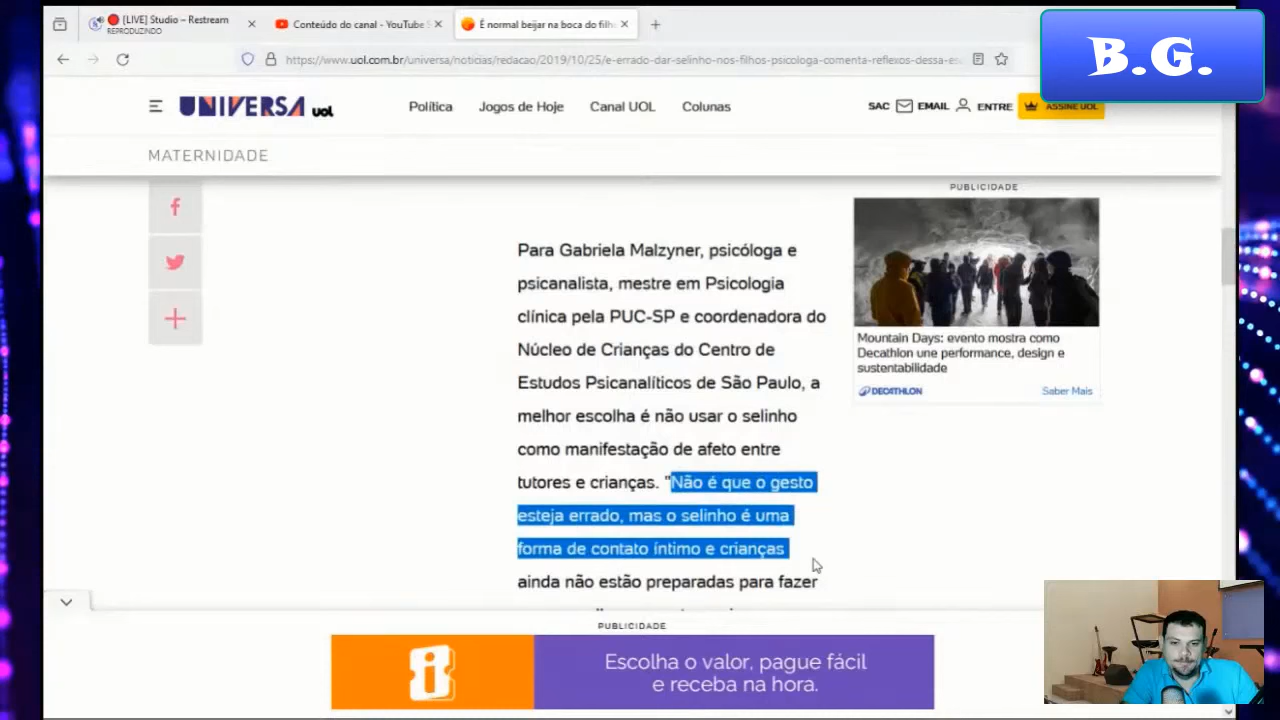 [LIVE] Studio – Restream
REPRODUZINDO
Conteúdo do canal - YouTube S
É normal beijar na boca do filh
https://www.uol.com.br/universa/noticias/redacao/2019/10/25/e-errado-dar-selinho-nos-filhos-psicologa-comenta-reflexos-dessa-es
B.G.
UNIVERSA uol
Política
Jogos de Hoje
Canal UOL
Colunas
SAC
EMAIL
ENTRE
ASSINE UOL
MATERNIDADE
PUBLICIDADE
Para Gabriela Malzyner, psicóloga e
psicanalista, mestre em Psicologia
clínica pela PUC-SP e coordenadora do
Núcleo de Crianças do Centro de
Estudos Psicanalíticos de São Paulo, a
melhor escolha é não usar o selinho
como manifestação de afeto entre
tutores e crianças. "Não é que o gesto
esteja errado, mas o selinho é uma
forma de contato íntimo e crianças
ainda não estão preparadas para fazer
Mountain Days: evento mostra como
Decathlon une performance, design e
sustentabilidade
DECATHLON
Saber Mais
PUBLICIDADE
Escolha o valor, pague fácil
e receba na hora.